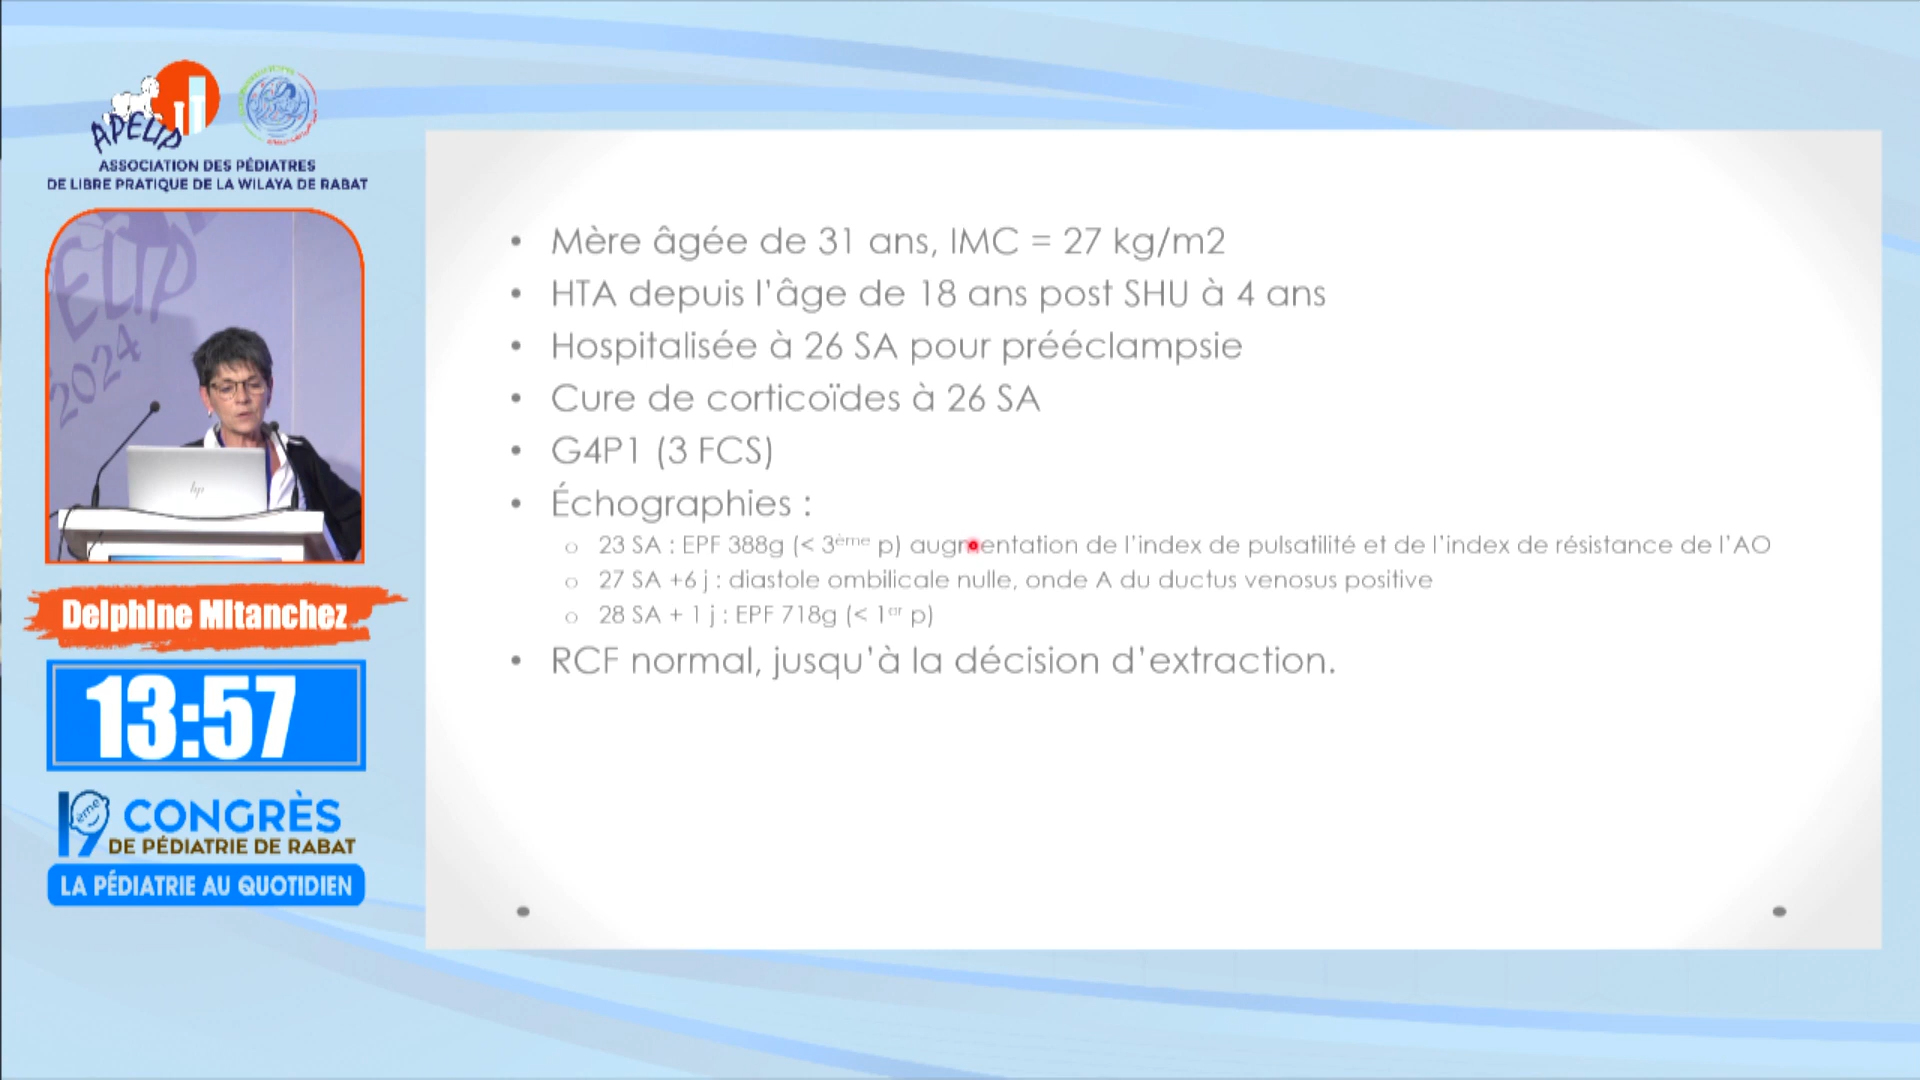 APELIP
ASSOCIATION DES PÉDIATRES
DE LIBRE PRATIQUE DE LA WILAYA DE RABAT
ELIP
2024
hp
Delphine Mitanchez
13:57
19ème CONGRÈS
DE PÉDIATRIE DE RABAT
LA PÉDIATRIE AU QUOTIDIEN
• Mère âgée de 31 ans, IMC = 27 kg/m2
• HTA depuis l'âge de 18 ans post SHU à 4 ans
• Hospitalisée à 26 SA pour prééclampsie
• Cure de corticoïdes à 26 SA
• G4P1 (3 FCS)
• Échographies :
o 23 SA : EPF 388g (< 3ème p) augmentation de l'index de pulsatilité et de l'index de résistance de l'AO
o 27 SA +6 j : diastole ombilicale nulle, onde A du ductus venosus positive
o 28 SA + 1 j : EPF 718g (< 1er p)
• RCF normal, jusqu'à la décision d'extraction.